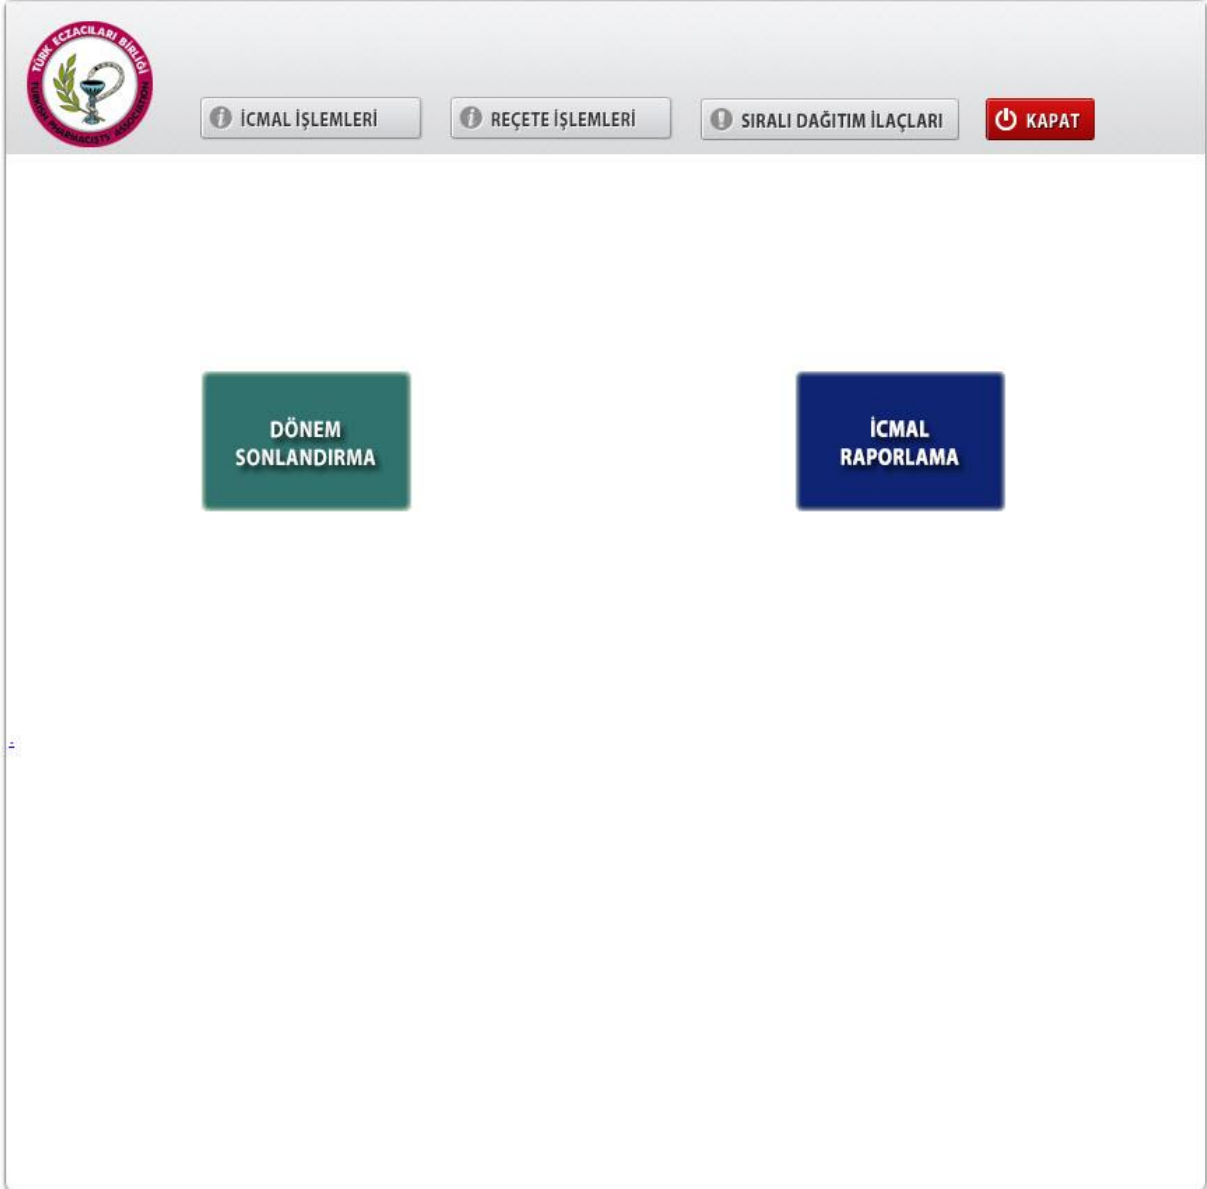 TÜRK ECZACILARI BİRLİĞİ
TURKISH PHARMACISTS' ASSOCIATION
İCMAL İŞLEMLERİ
REÇETE İŞLEMLERİ
SIRALI DAĞITIM İLAÇLARI
KAPAT
DÖNEM
SONLANDIRMA
İCMAL
RAPORLAMA